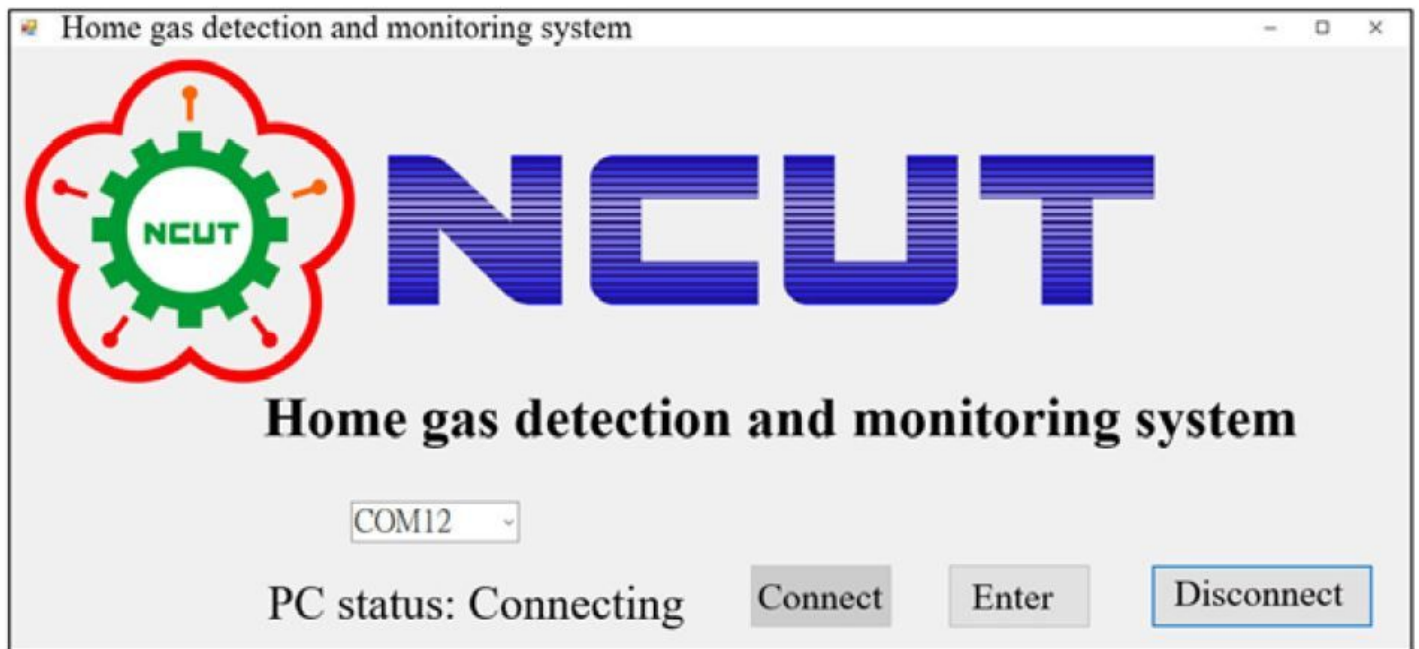 Home gas detection and monitoring system
NCUT
NCUT
Home gas detection and monitoring system
COM12
PC status: Connecting
Connect
Enter
Disconnect